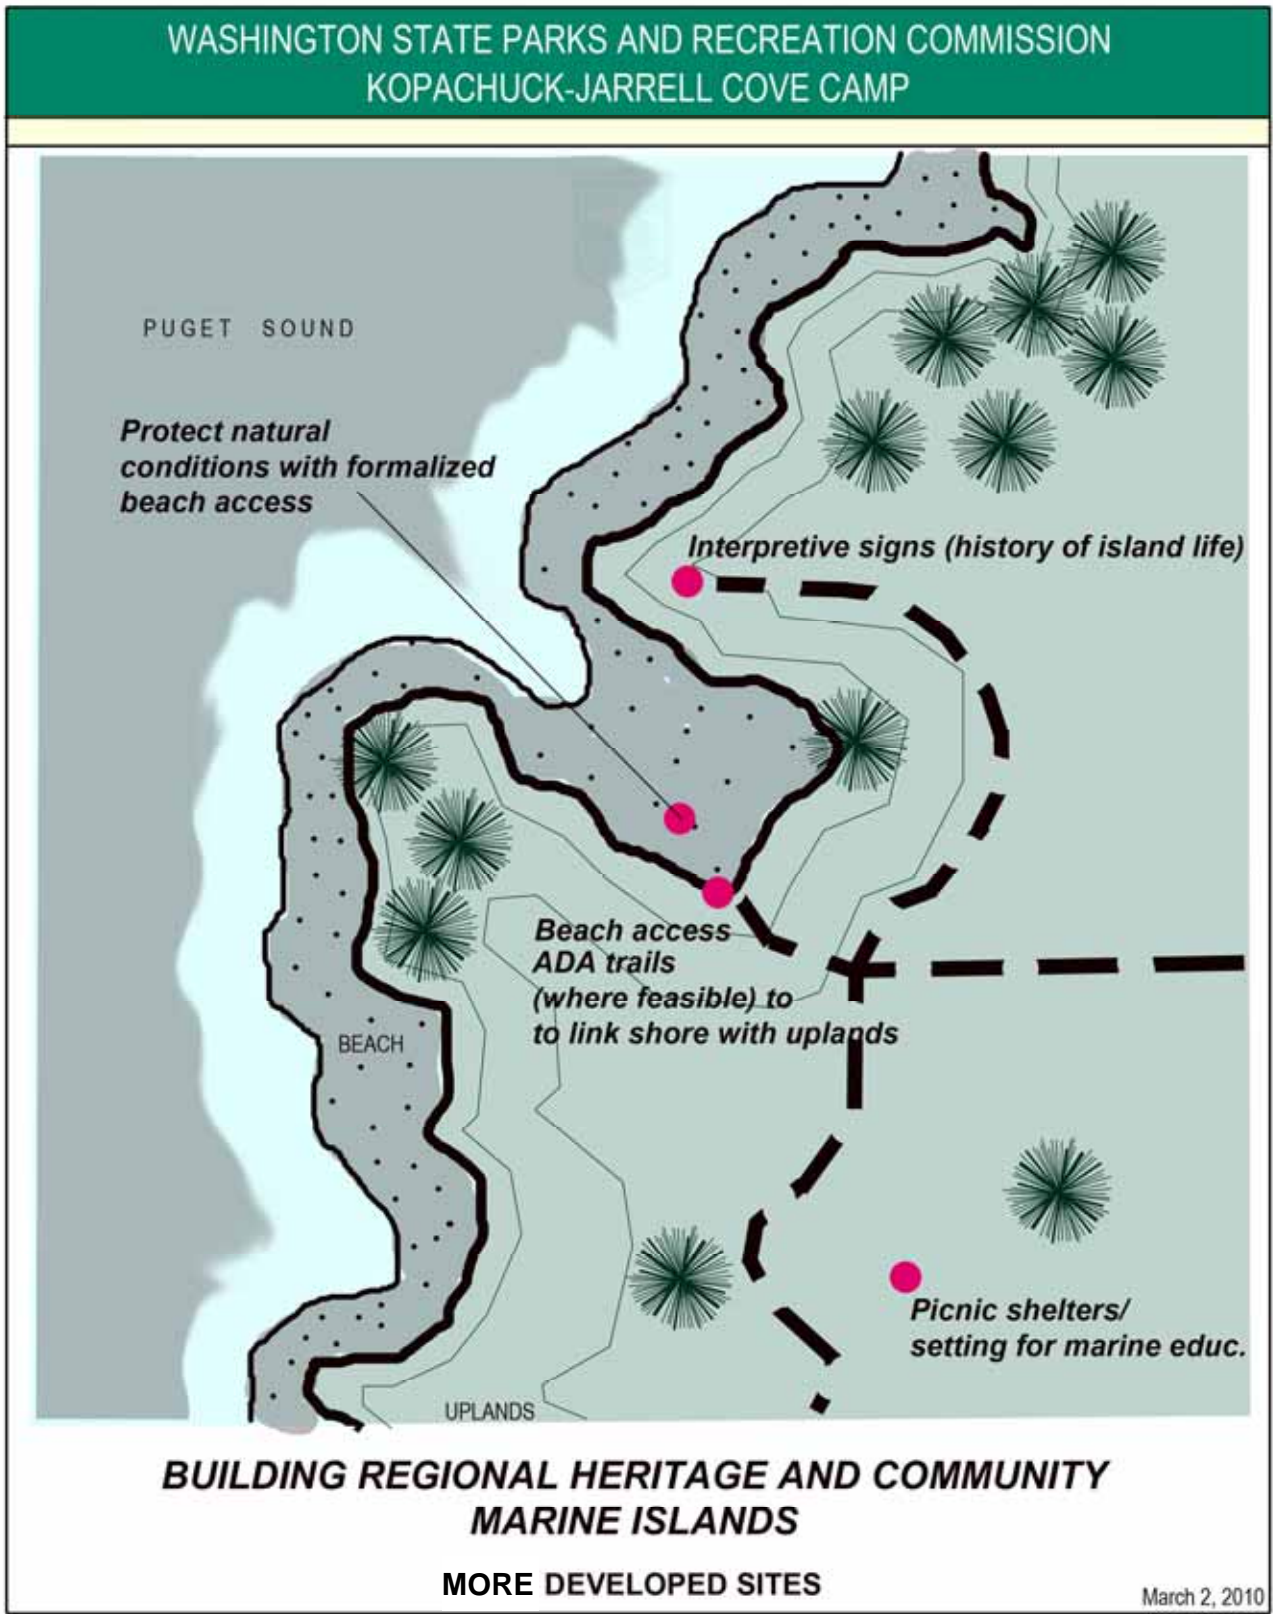 WASHINGTON STATE PARKS AND RECREATION COMMISSION
KOPACHUCK-JARRELL COVE CAMP
PUGET SOUND
Protect natural
conditions with formalized
beach access
Interpretive signs (history of island life)
Beach access
ADA trails
(where feasible) to
to link shore with uplands
BEACH
Picnic shelters/
setting for marine educ.
UPLANDS
BUILDING REGIONAL HERITAGE AND COMMUNITY
MARINE ISLANDS
MORE DEVELOPED SITES
March 2, 2010